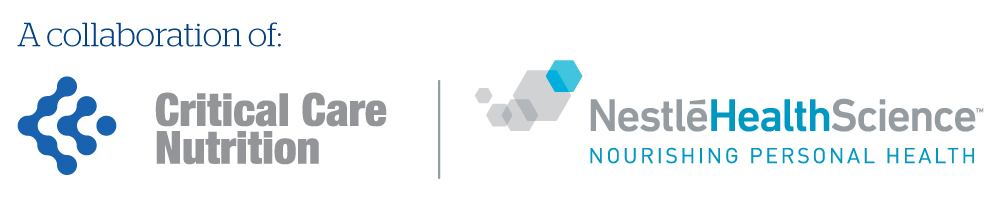 A collaboration of:
Critical Care
Nutrition
NestléHealthScience™
NOURISHING PERSONAL HEALTH